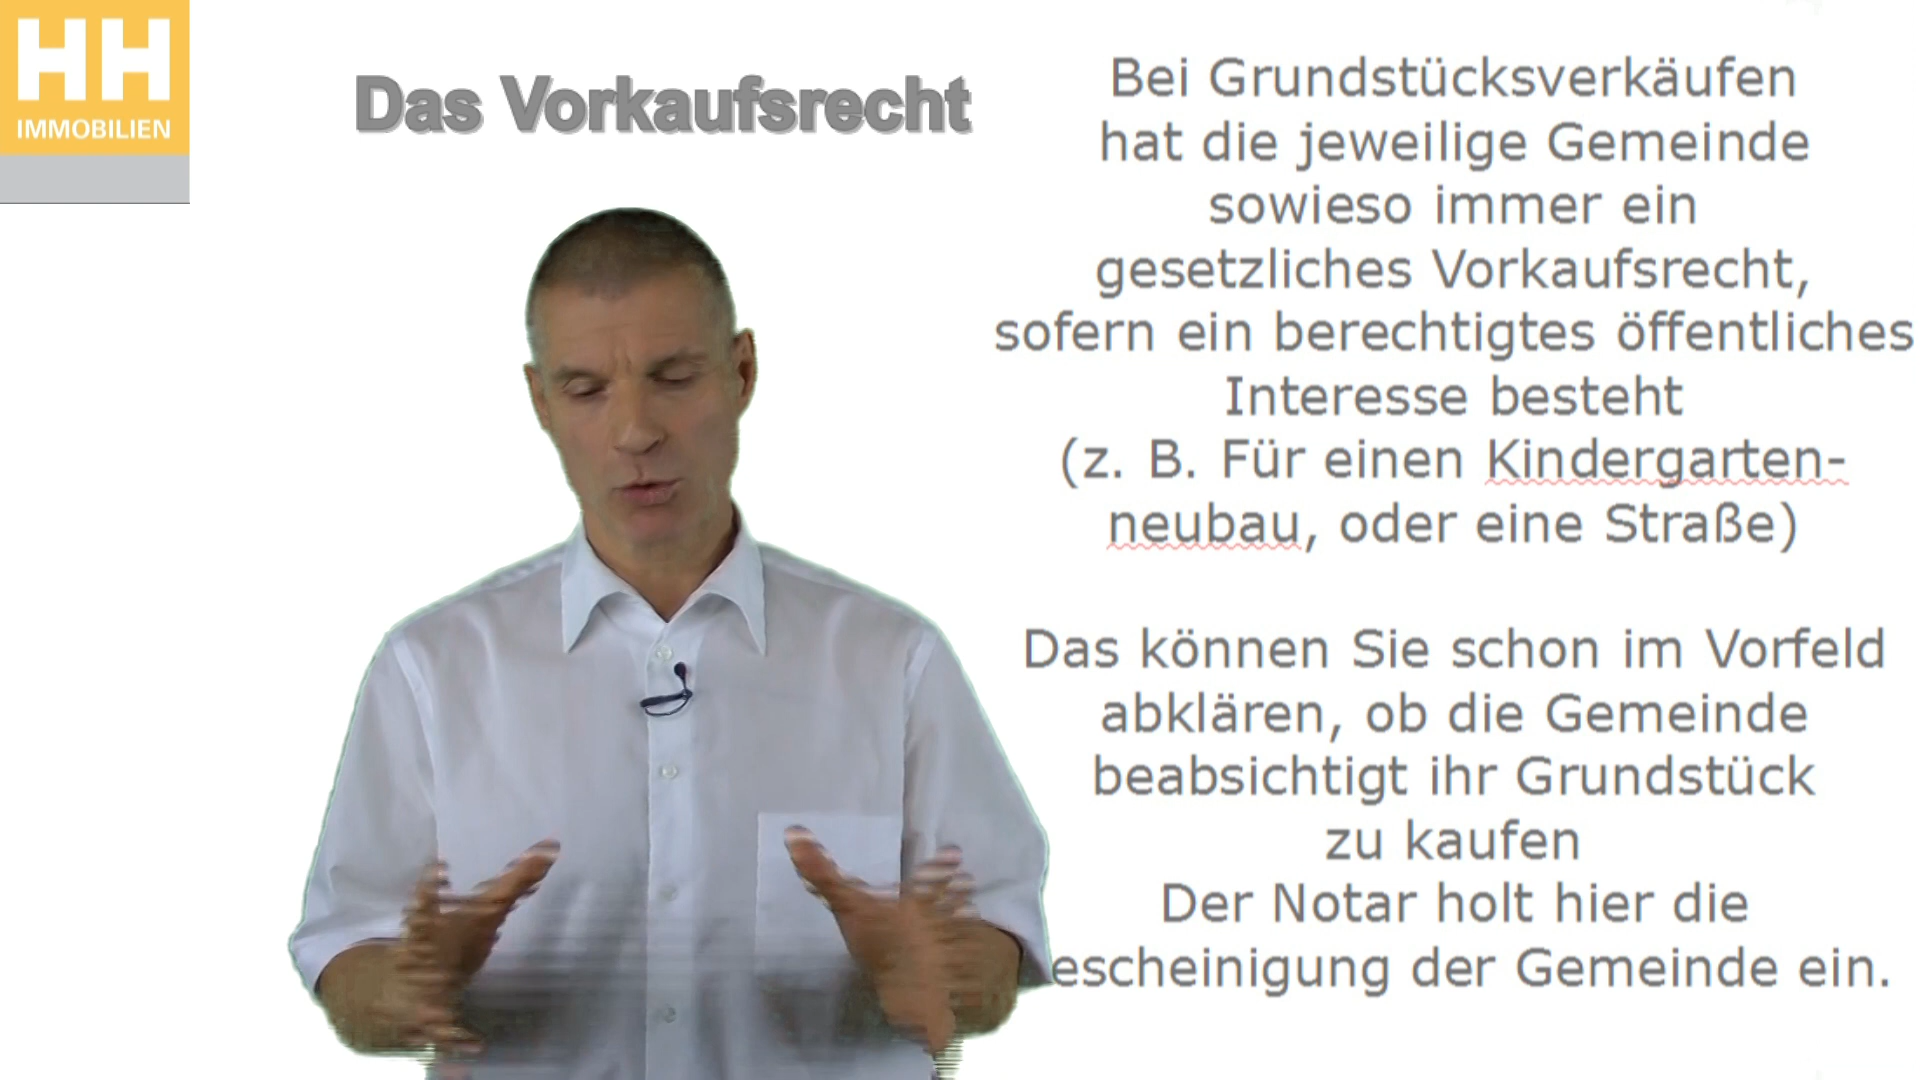 HH
IMMOBILIEN
Das Vorkaufsrecht
Bei Grundstücksverkäufen
hat die jeweilige Gemeinde
sowieso immer ein
gesetzliches Vorkaufsrecht,
sofern ein berechtigtes öffentliches
Interesse besteht
(z. B. Für einen Kindergarten-
neubau, oder eine Straße)
Das können Sie schon im Vorfeld
abklären, ob die Gemeinde
beabsichtigt ihr Grundstück
zu kaufen
Der Notar holt hier die
escheinigung der Gemeinde ein.